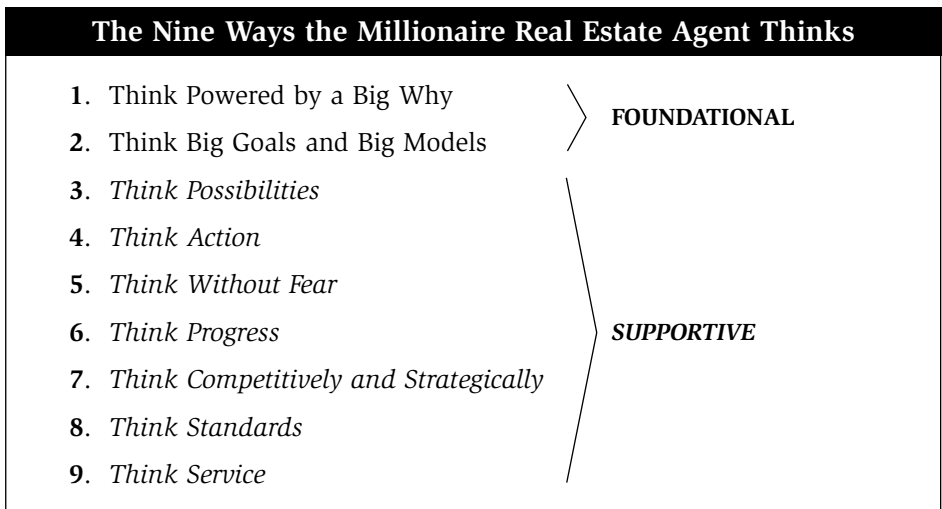 The Nine Ways the Millionaire Real Estate Agent Thinks
1. Think Powered by a Big Why
2. Think Big Goals and Big Models
FOUNDATIONAL
3. Think Possibilities
4. Think Action
5. Think Without Fear
6. Think Progress
7. Think Competitively and Strategically
8. Think Standards
9. Think Service
SUPPORTIVE